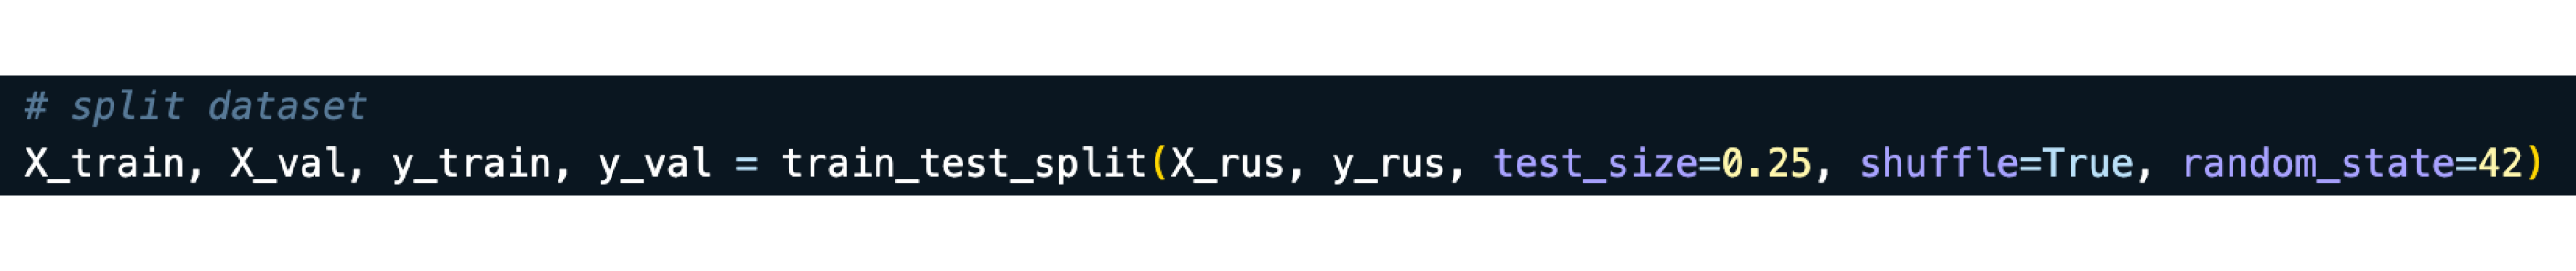 # split dataset
X_train, X_val, y_train, y_val = train_test_split(X_rus, y_rus, test_size=0.25, shuffle=True, random_state=42)